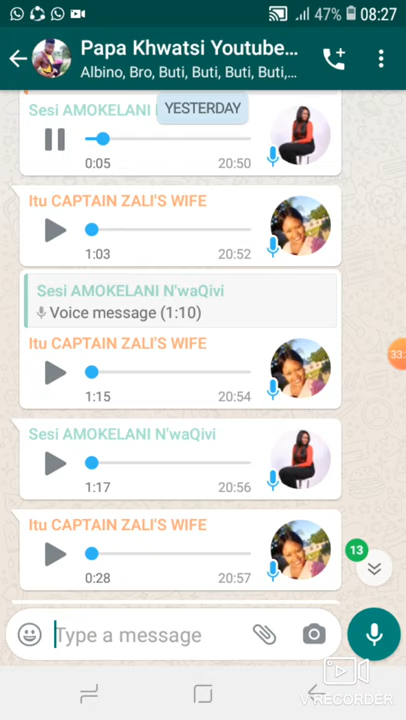 47% 08:27
Papa Khwatsi Youtube...
Albino, Bro, Buti, Buti, Buti, Buti,...
Sesi AMOKELANI
YESTERDAY
0:05 20:50
Itu CAPTAIN ZALI'S WIFE
1:03 20:52
Sesi AMOKELANI N'waQivi
Voice message (1:10)
Itu CAPTAIN ZALI'S WIFE
1:15 20:54
33:
Sesi AMOKELANI N'waQivi
1:17 20:56
Itu CAPTAIN ZALI'S WIFE
0:28 20:57
13
Type a message
V RECORDER